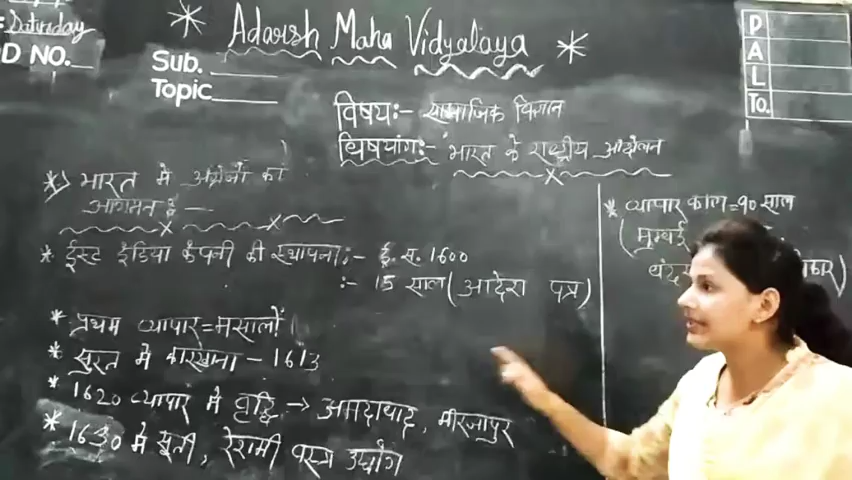 Saturday
D NO.
Adarsh Maha Vidyalaya
Sub.
Topic
P
A
L
To.
विषय:- सामाजिक विज्ञान
विषयांग:- भारत के राष्ट्रीय आंदोलन
* भारत मे अंग्रेजों का
आगमन :-
* ईस्ट इंडिया कंपनी की स्थापना :- ई. स. 1600
:- 15 साल (आदेश पत्र)
* प्रथम व्यापार = मसालों
* सूरत मे कारखाना - 1613
* 1620 व्यापार में वृद्धि → अमदावाद, मीरजापुर
* 1630 मे सूती, रेशमी वस्त्र उद्योग
* व्यापार काल = 90 साल
(मुम्बई